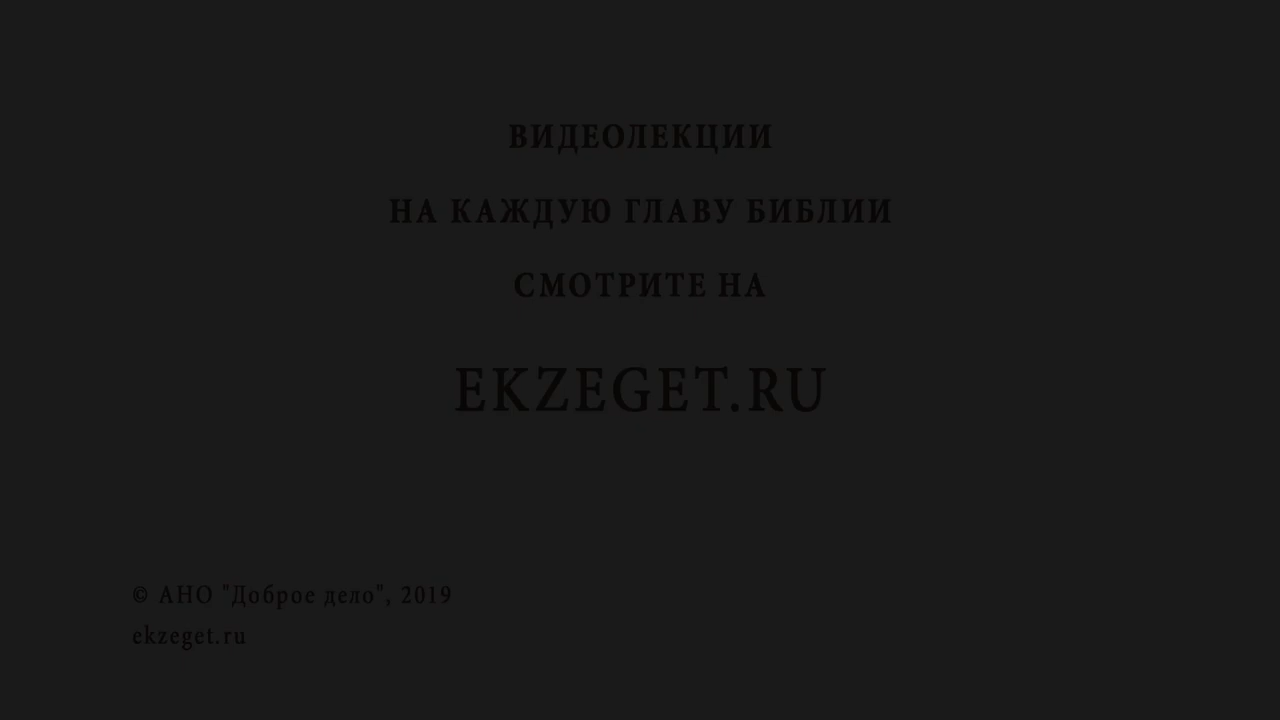 ВИДЕОЛЕКЦИИ
НА КАЖДУЮ ГЛАВУ БИБЛИИ
СМОТРИТЕ НА
EKZEGET.RU
© АНО "Доброе дело", 2019
ekzeget.ru